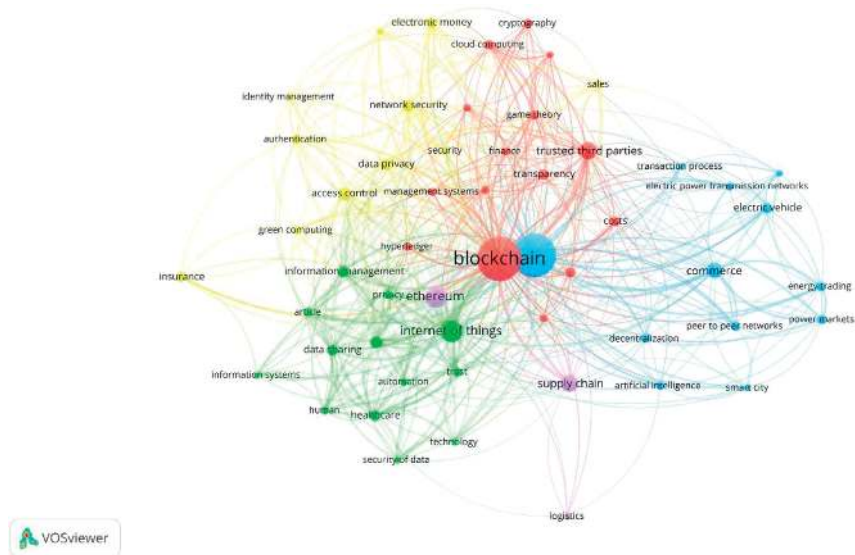 electronic money
cryptography
cloud computing
sales
identity management
network security
game theory
authentication
security
finance
trusted third parties
data privacy
transaction process
access control
management systems
transparency
electric power transmission networks
electric vehicle
green computing
costs
hyperledger
blockchain
insurance
information management
commerce
energy trading
privacy
ethereum
article
internet of things
peer to peer networks
power markets
decentralization
data sharing
information systems
automation
trust
supply chain
artificial intelligence
smart city
human
healthcare
technology
security of data
logistics
VOSviewer